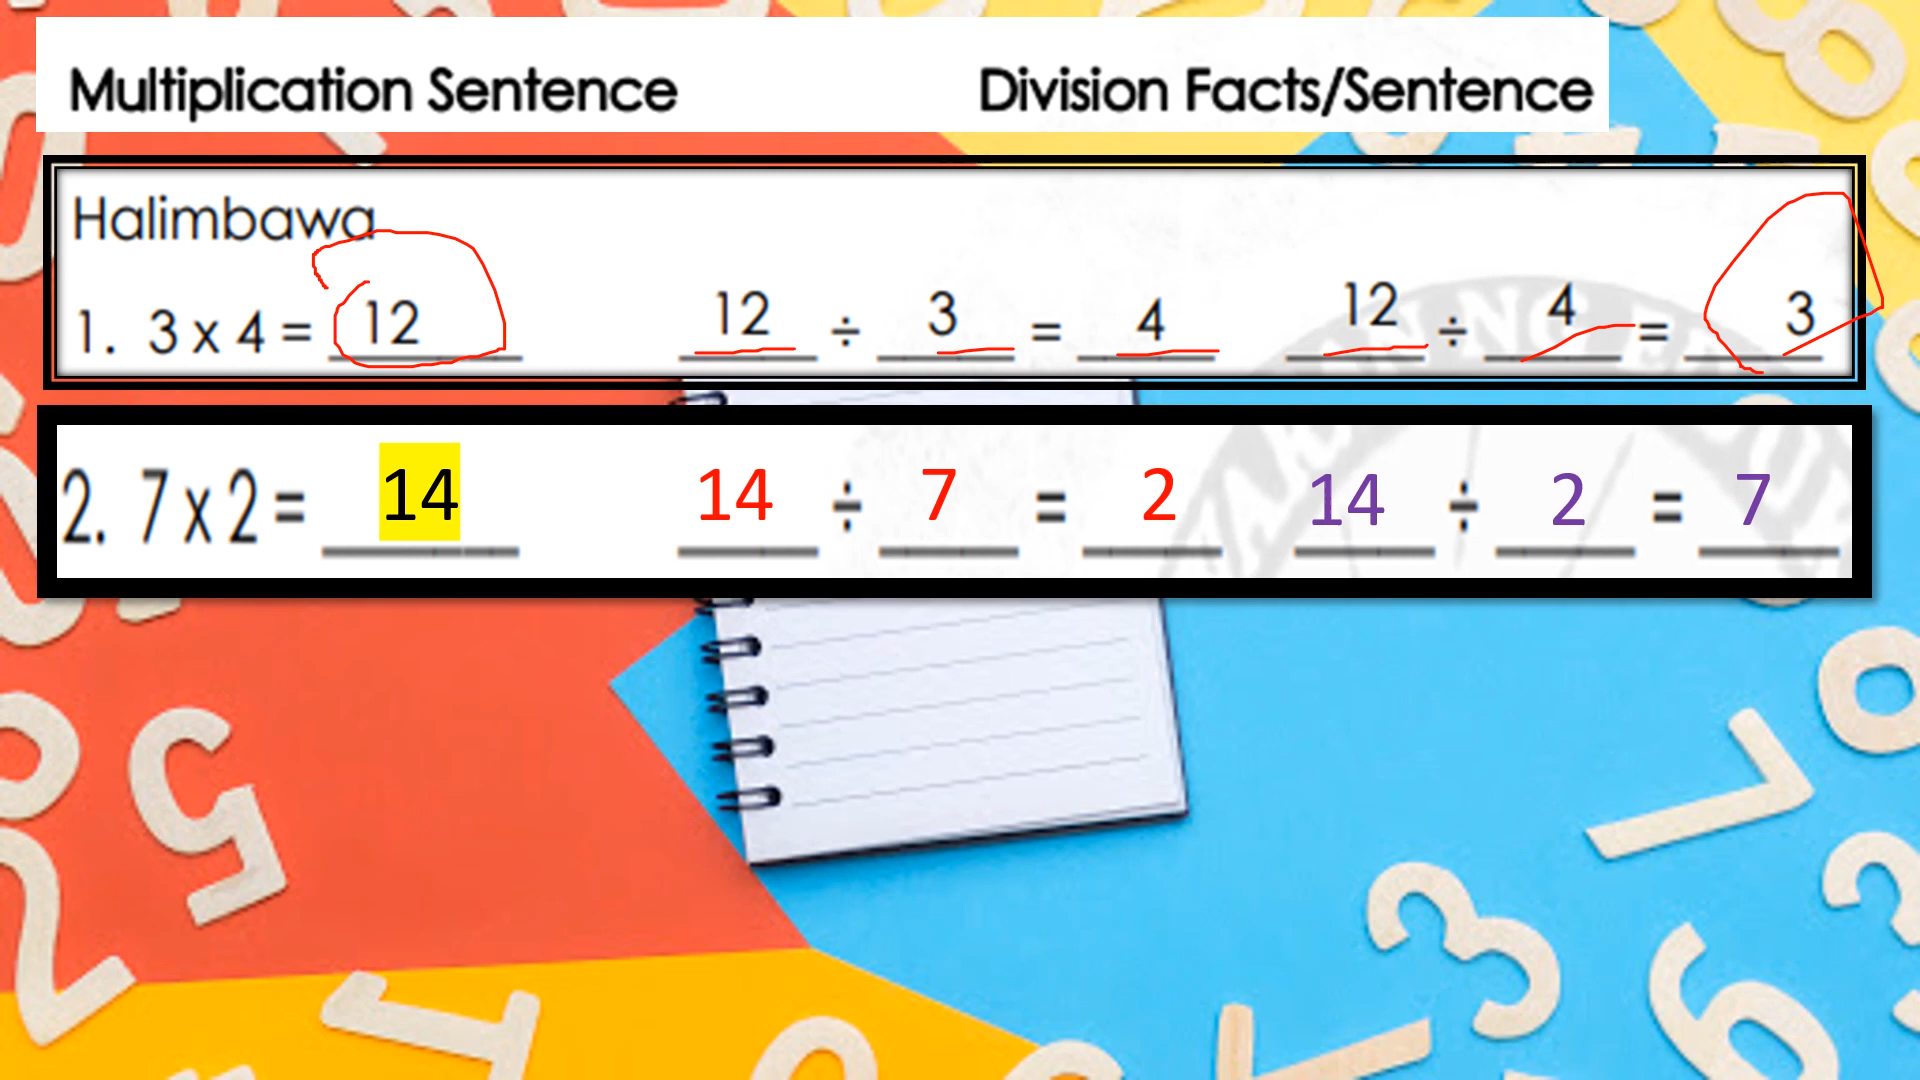 Multiplication Sentence Division Facts/Sentence
Halimbawa
1. 3 x 4 = 12 12 ÷ 3 = 4 12 ÷ 4 = 3
2. 7 x 2 = 14 14 ÷ 7 = 2 14 ÷ 2 = 7